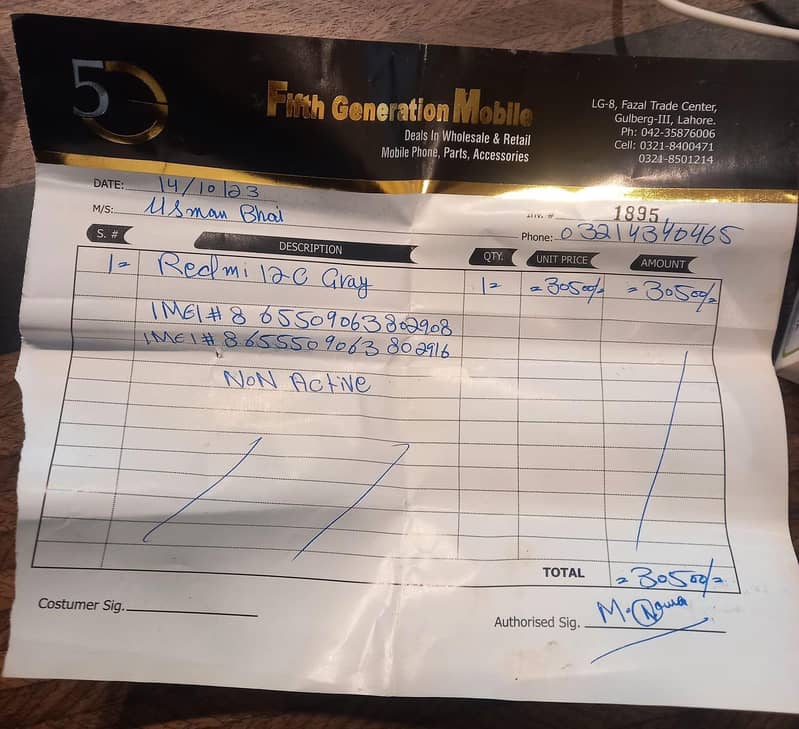 5
Fifth Generation Mobile
Deals In Wholesale & Retail
Mobile Phone, Parts, Accessories
LG-8, Fazal Trade Center,
Gulberg-III, Lahore.
Ph: 042-35876006
Cell: 0321-8400471
0321-8501214
DATE: 14/10/23
M/S: Usman Bhai
Inv. # 1895
Phone: 03214340465
S. # DESCRIPTION QTY. UNIT PRICE AMOUNT
1= Redmi 12C Gray 1= =30500/= =30500/=
IMEI# 865509063802908
IMEI# 8655509063802916
NON Active
TOTAL =30500/=
Costumer Sig.
Authorised Sig. M.